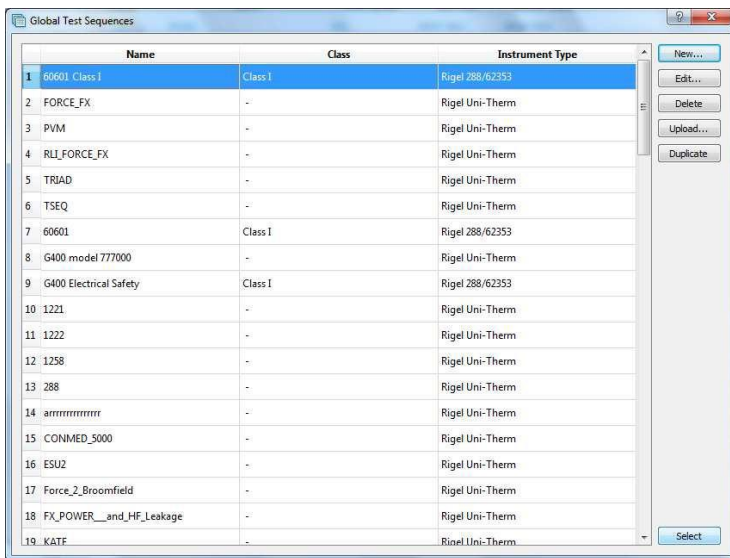 Global Test Sequences
Name Class Instrument Type
1 60601 Class I Class I Rigel 288/62353
2 FORCE_FX - Rigel Uni-Therm
3 PVM - Rigel Uni-Therm
4 RLI_FORCE_FX - Rigel Uni-Therm
5 TRIAD - Rigel Uni-Therm
6 TSEQ - Rigel Uni-Therm
7 60601 Class I Rigel 288/62353
8 G400 model 777000 - Rigel Uni-Therm
9 G400 Electrical Safety Class I Rigel 288/62353
10 1221 - Rigel Uni-Therm
11 1222 - Rigel Uni-Therm
12 1258 - Rigel Uni-Therm
13 288 - Rigel Uni-Therm
14 arrrrrrrrrrrrrr - Rigel Uni-Therm
15 CONMED_5000 - Rigel Uni-Therm
16 ESU2 - Rigel Uni-Therm
17 Force_2_Broomfield - Rigel Uni-Therm
18 FX_POWER__and_HF_Leakage - Rigel Uni-Therm
19 KATE - Rigel Uni-Therm
New...
Edit...
Delete
Upload...
Duplicate
Select